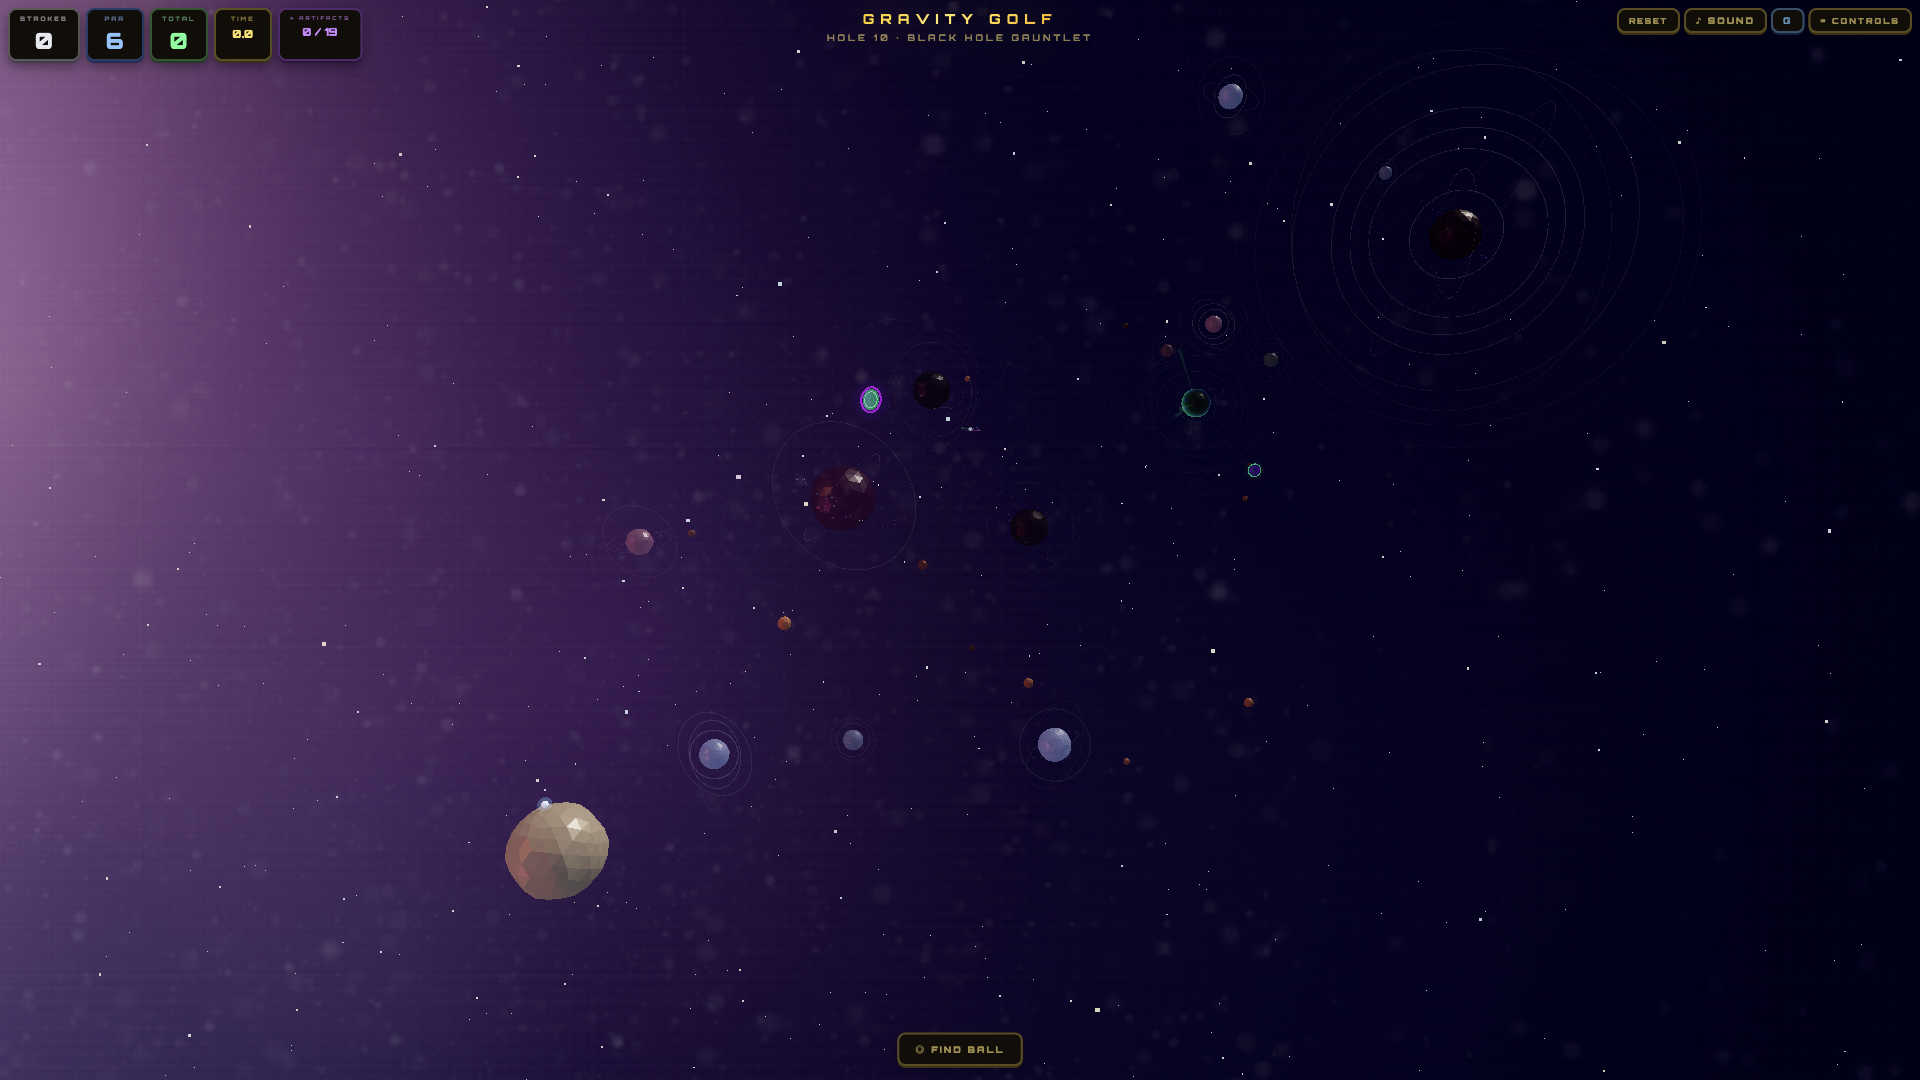 STROKES
0
PAR
6
TOTAL
0
TIME
0.0
ARTIFACTS
0 / 19
GRAVITY GOLF
HOLE 10 · BLACK HOLE GAUNTLET
RESET
♪ SOUND
G
CONTROLS
FIND BALL